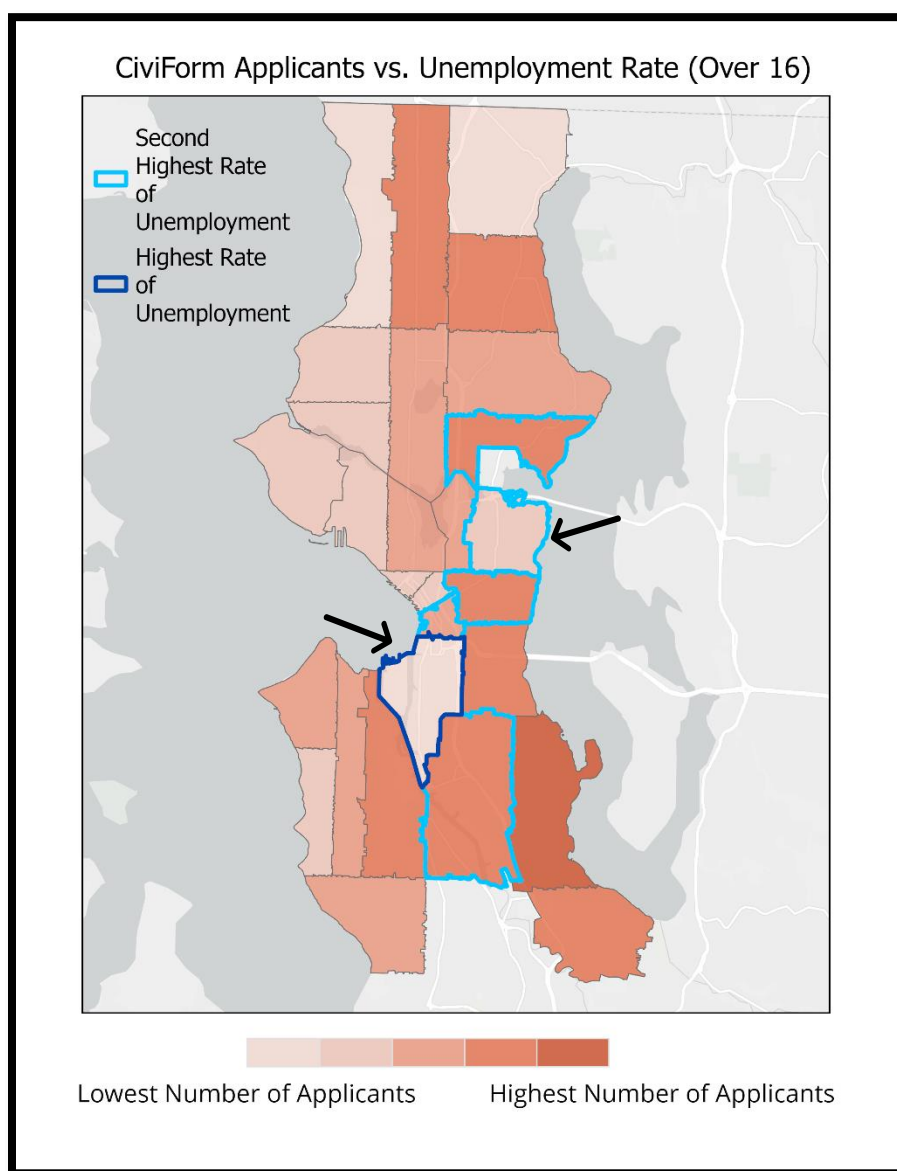 CiviForm Applicants vs. Unemployment Rate (Over 16)
Second
Highest Rate
of
Unemployment
Highest Rate
of
Unemployment
Lowest Number of Applicants
Highest Number of Applicants